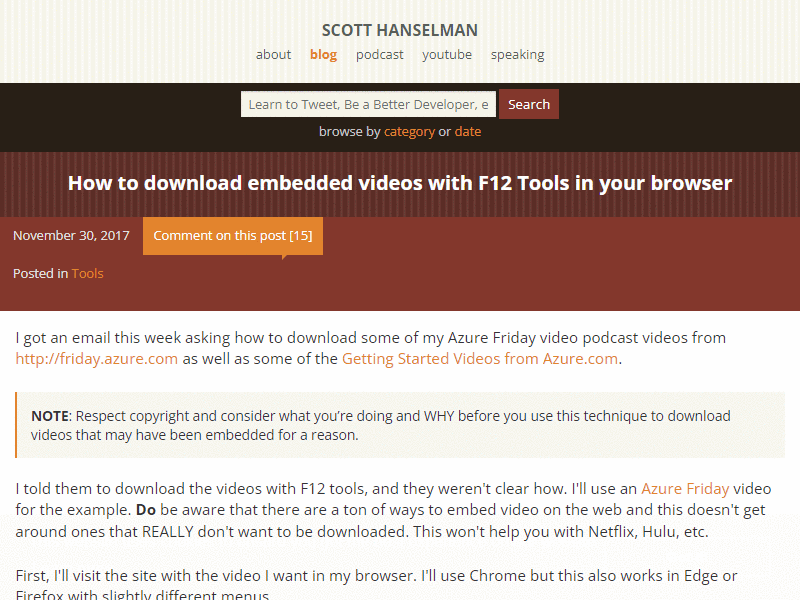 SCOTT HANSELMAN
about blog podcast youtube speaking
Learn to Tweet, Be a Better Developer, e Search
browse by category or date
How to download embedded videos with F12 Tools in your browser
November 30, 2017 Comment on this post [15]
Posted in Tools
I got an email this week asking how to download some of my Azure Friday video podcast videos from
http://friday.azure.com as well as some of the Getting Started Videos from Azure.com.
NOTE: Respect copyright and consider what you're doing and WHY before you use this technique to download
videos that may have been embedded for a reason.
I told them to download the videos with F12 tools, and they weren't clear how. I'll use an Azure Friday video
for the example. Do be aware that there are a ton of ways to embed video on the web and this doesn't get
around ones that REALLY don't want to be downloaded. This won't help you with Netflix, Hulu, etc.
First, I'll visit the site with the video I want in my browser. I'll use Chrome but this also works in Edge or
Firefox with slightly different menus.